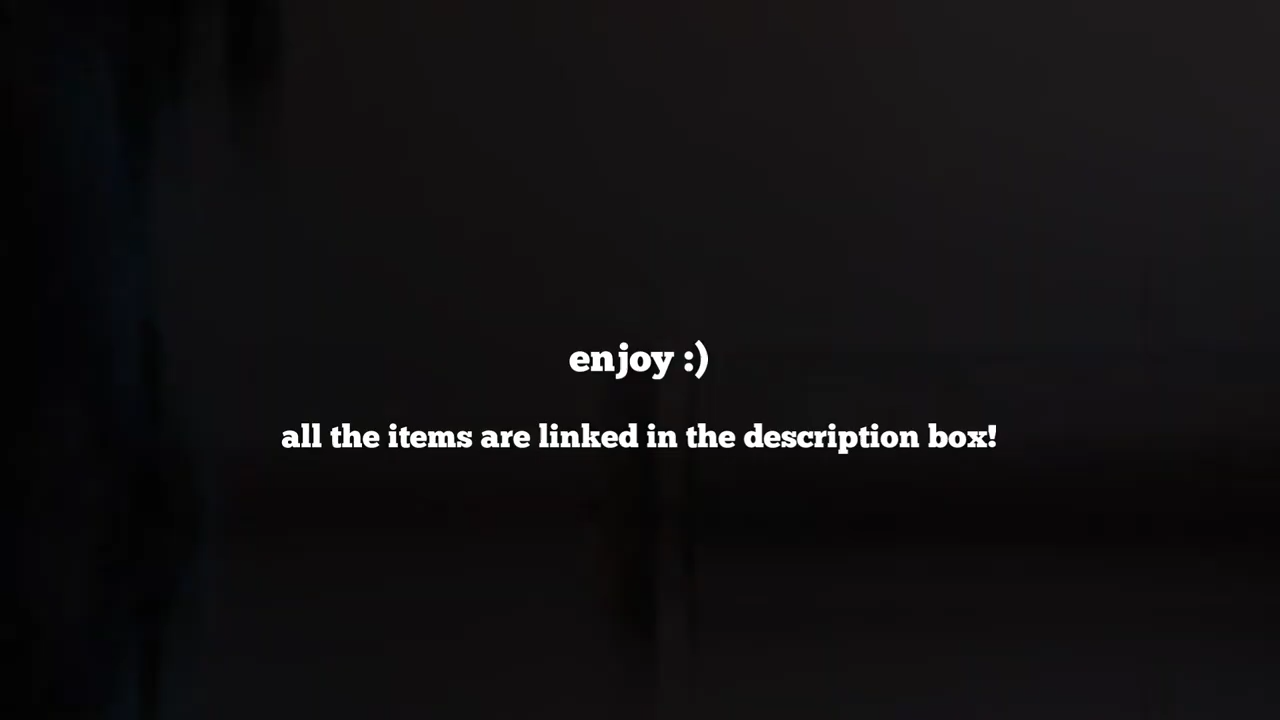 enjoy :)
all the items are linked in the description box!